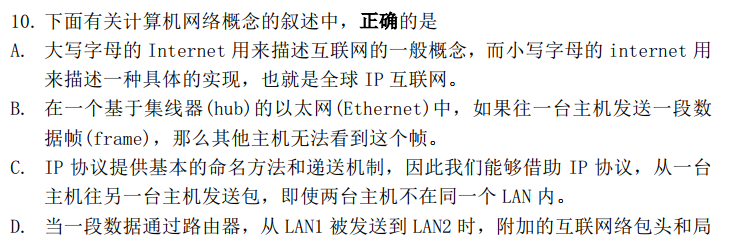 10. 下面有关计算机网络概念的叙述中，正确的是
A. 大写字母的 Internet 用来描述互联网的一般概念，而小写字母的 internet 用
来描述一种具体的实现，也就是全球 IP 互联网。
B. 在一个基于集线器(hub)的以太网(Ethernet)中，如果往一台主机发送一段数
据帧(frame)，那么其他主机无法看到这个帧。
C. IP 协议提供基本的命名方法和递送机制，因此我们能够借助 IP 协议，从一台
主机往另一台主机发送包，即使两台主机不在同一个 LAN 内。
D. 当一段数据通过路由器，从 LAN1 被发送到 LAN2 时，附加的互联网络包头和局